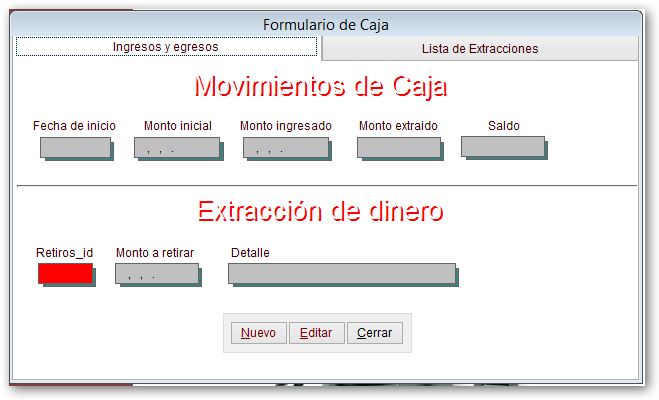 Formulario de Caja
Ingresos y egresos Lista de Extracciones
Movimientos de Caja
Fecha de inicio Monto inicial Monto ingresado Monto extraido Saldo
, , . , , .
Extracción de dinero
Retiros_id Monto a retirar Detalle
, , .
Nuevo Editar Cerrar